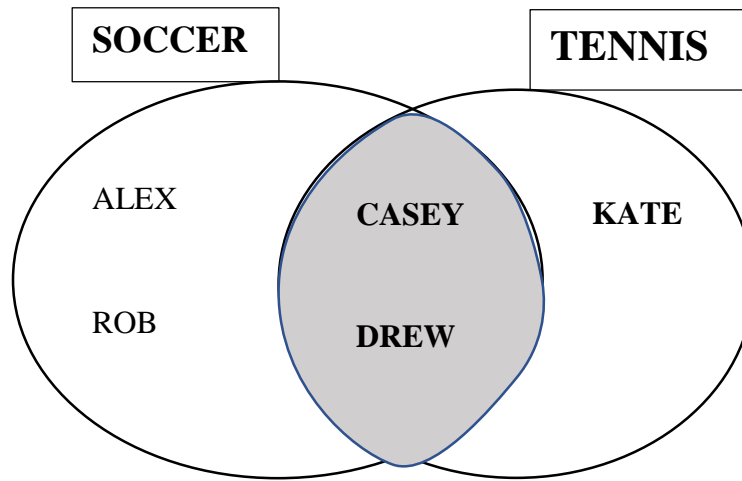 SOCCER
TENNIS
ALEX
CASEY
KATE
ROB
DREW